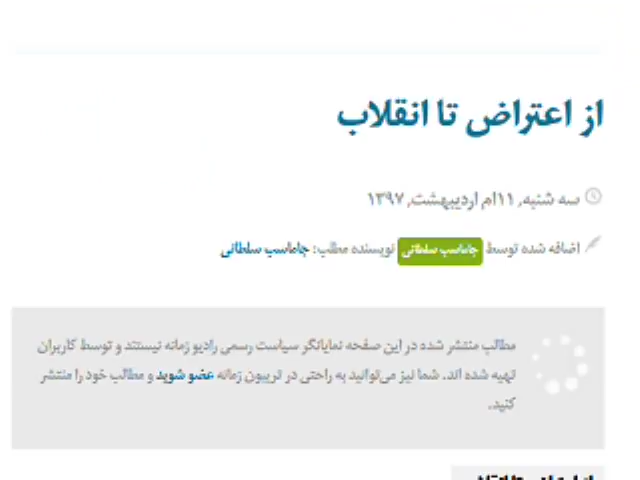 از اعتراض تا انقلاب
سه شنبه, ۱۱ام اردیبهشت, ۱۳۹۷
اضافه شده توسط جاماسب سلطانی نویسنده مطلب: جاماسب سلطانی
مطالب منتشر شده در این صفحه نمایانگر سیاست رسمی رادیو زمانه نیستند و توسط کاربران
تهیه شده اند. شما نیز می‌توانید به راحتی در تریبون زمانه عضو شوید و مطالب خود را منتشر
کنید.